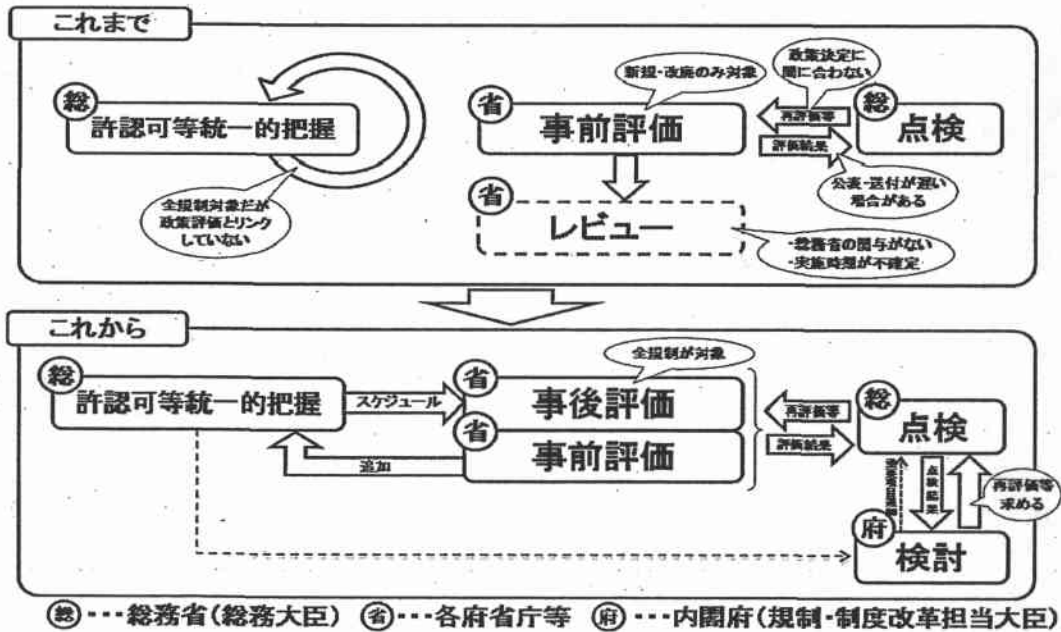 これまで
政策決定に
間に合わない
新規・改廃のみ対象
総
許認可等統一的把握
省
事前評価
再評価等
評価結果
総
点検
全規制対象だが
政策評価とリンク
していない
省
レビュー
公表・送付が遅い
場合がある
・総務省の関与がない
・実施時期が不確定
これから
全規制が対象
総
許認可等統一的把握
スケジュール
省
事後評価
省
事前評価
追加
再評価等
評価結果
総
点検
点検結果
再評価等
求める
府
検討
総・・・総務省(総務大臣) 省・・・各府省庁等 府・・・内閣府(規制・制度改革担当大臣)